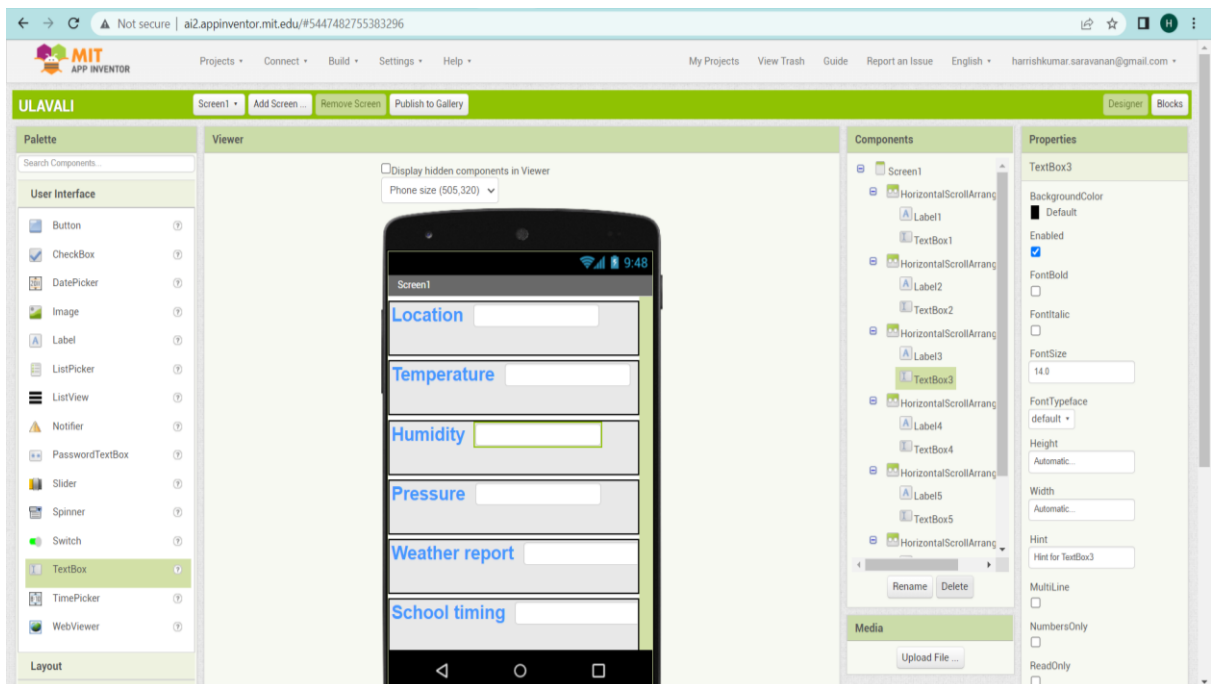 Not secure | ai2.appinventor.mit.edu/#5447482755383296
H
MIT
APP INVENTOR
Projects
Connect
Build
Settings
Help
My Projects
View Trash
Guide
Report an Issue
English
harrishkumar.saravanan@gmail.com
ULAVALI
Screen1
Add Screen ...
Remove Screen
Publish to Gallery
Designer
Blocks
Palette
Search Components...
User Interface
Button
CheckBox
DatePicker
Image
Label
ListPicker
ListView
Notifier
PasswordTextBox
Slider
Spinner
Switch
TextBox
TimePicker
WebViewer
Layout
Viewer
Display hidden components in Viewer
Phone size (505,320)
9:48
Screen1
Location
Temperature
Humidity
Pressure
Weather report
School timing
Components
Screen1
HorizontalScrollArrang
Label1
TextBox1
HorizontalScrollArrang
Label2
TextBox2
HorizontalScrollArrang
Label3
TextBox3
HorizontalScrollArrang
Label4
TextBox4
HorizontalScrollArrang
Label5
TextBox5
HorizontalScrollArrang
Rename
Delete
Media
Upload File ...
Properties
TextBox3
BackgroundColor
Default
Enabled
FontBold
FontItalic
FontSize
14.0
FontTypeface
default
Height
Automatic...
Width
Automatic...
Hint
Hint for TextBox3
MultiLine
NumbersOnly
ReadOnly